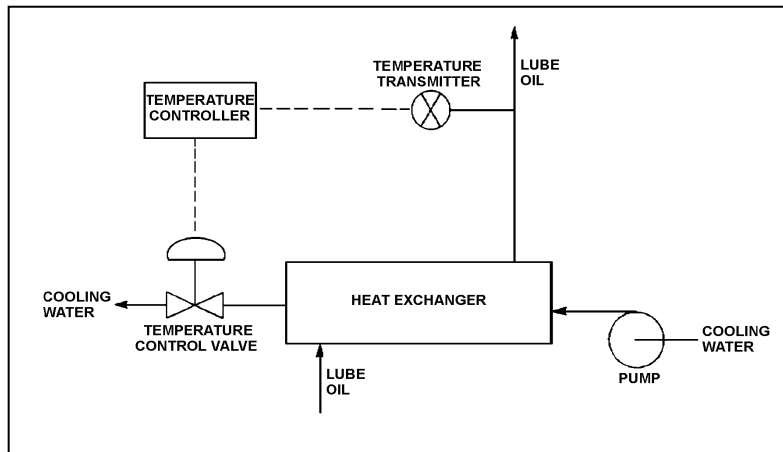 TEMPERATURE
TRANSMITTER
LUBE
OIL
TEMPERATURE
CONTROLLER
HEAT EXCHANGER
COOLING
WATER
TEMPERATURE
CONTROL VALVE
COOLING
WATER
PUMP
LUBE
OIL